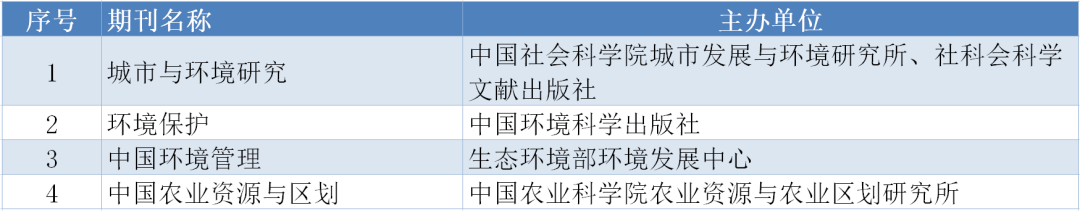 序号 期刊名称 主办单位
1 城市与环境研究 中国社会科学院城市发展与环境研究所、社科会科学
文献出版社
2 环境保护 中国环境科学出版社
3 中国环境管理 生态环境部环境发展中心
4 中国农业资源与区划 中国农业科学院农业资源与农业区划研究所